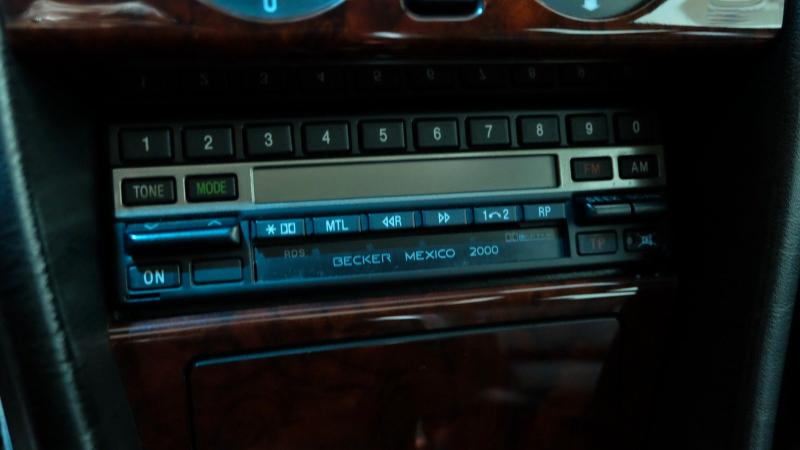 1 2 3 4 5 6 7 8 9 0
TONE MODE FM AM
* MTL R 1 2 RP
RDS TP
BECKER MEXICO 2000
ON